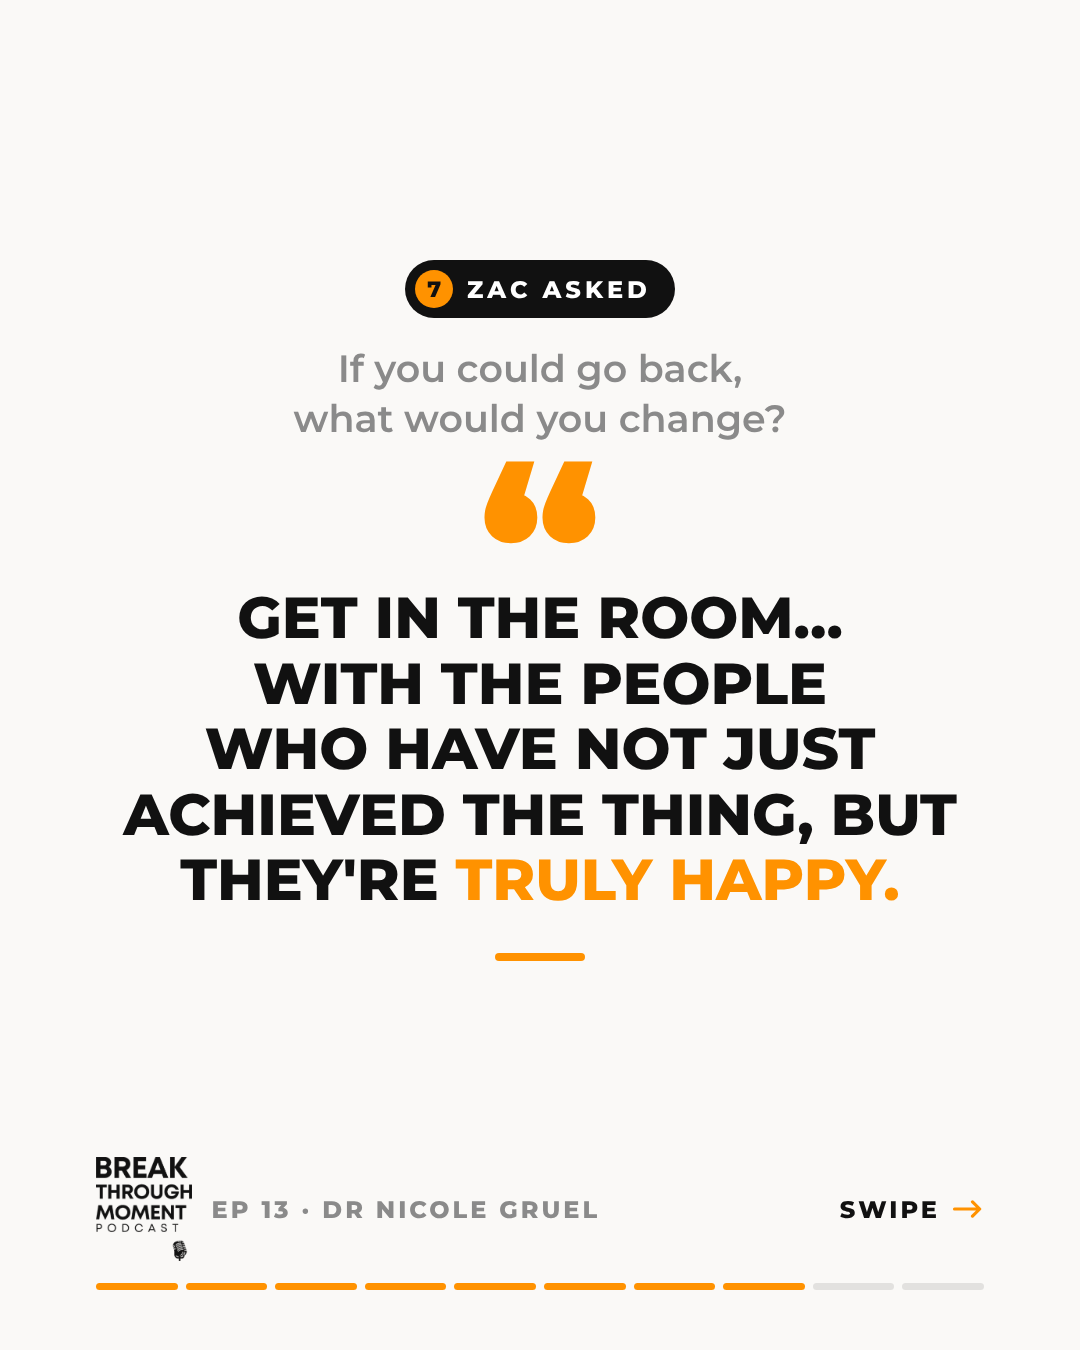 7 ZAC ASKED
If you could go back,
what would you change?
“
GET IN THE ROOM...
WITH THE PEOPLE
WHO HAVE NOT JUST
ACHIEVED THE THING, BUT
THEY'RE TRULY HAPPY.
BREAK
THROUGH
MOMENT
PODCAST
EP 13 · DR NICOLE GRUEL
SWIPE →